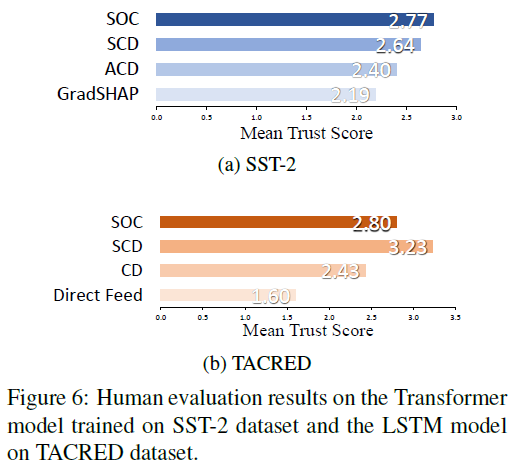 SOC 2.77
SCD 2.64
ACD 2.40
GradSHAP 2.19
0.0 0.5 1.0 1.5 2.0 2.5 3.0
Mean Trust Score
(a) SST-2
SOC 2.80
SCD 3.23
CD 2.43
Direct Feed 1.60
0.0 0.5 1.0 1.5 2.0 2.5 3.0 3.5
Mean Trust Score
(b) TACRED
Figure 6: Human evaluation results on the Transformer
model trained on SST-2 dataset and the LSTM model
on TACRED dataset.